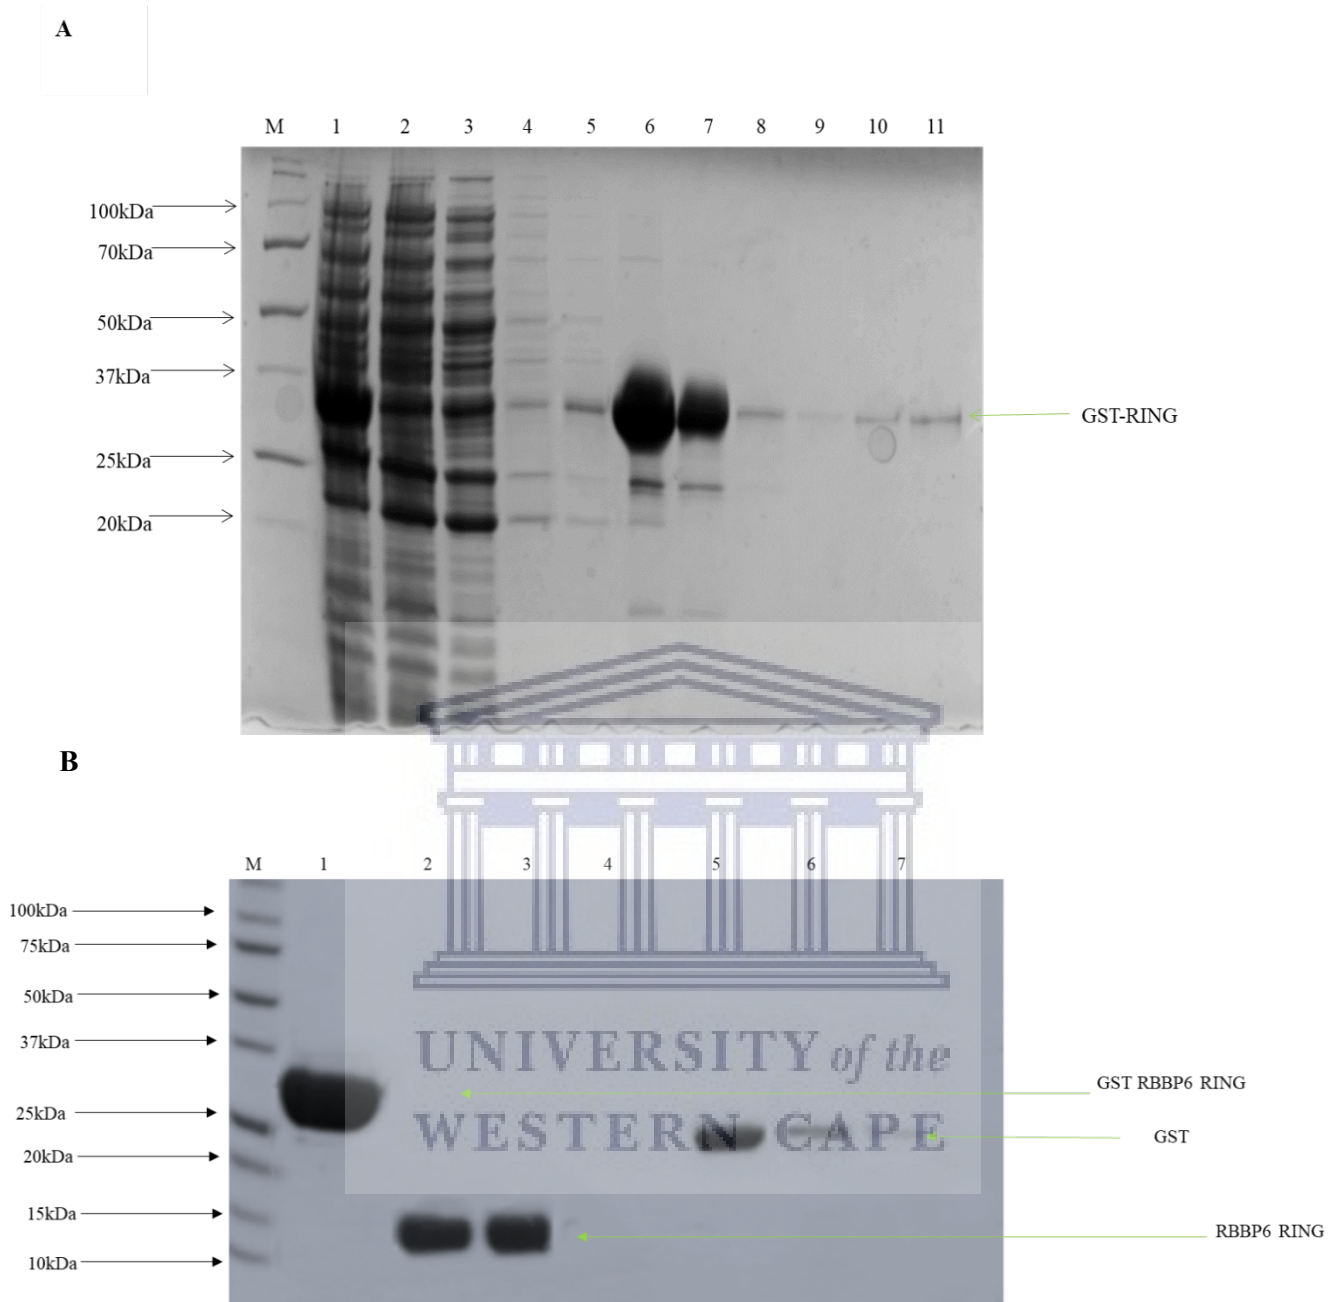 A
M 1 2 3 4 5 6 7 8 9 10 11
100kDa
70kDa
50kDa
37kDa
25kDa
20kDa
GST-RING
B
M 1 2 3 4 5 6 7
100kDa
75kDa
50kDa
37kDa
25kDa
20kDa
15kDa
10kDa
GST RBBP6 RING
GST
RBBP6 RING
UNIVERSITY of the
WESTERN CAPE